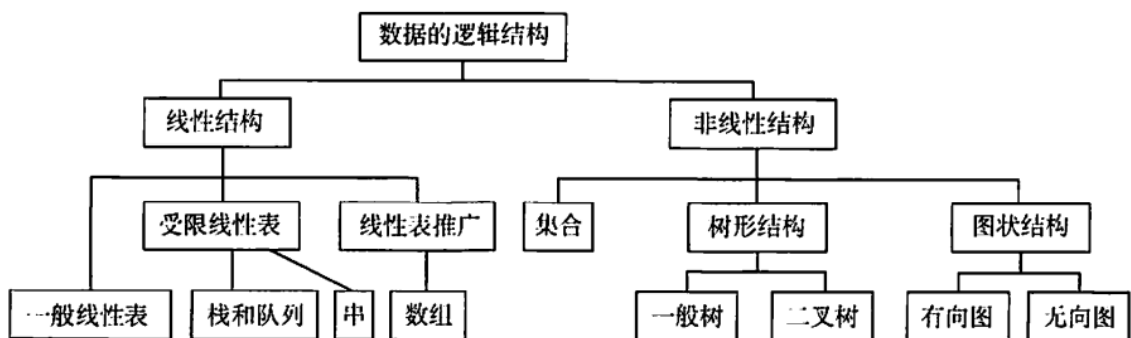 数据的逻辑结构
线性结构
非线性结构
受限线性表
线性表推广
集合
树形结构
图状结构
一般线性表
栈和队列
串
数组
一般树
二叉树
有向图
无向图